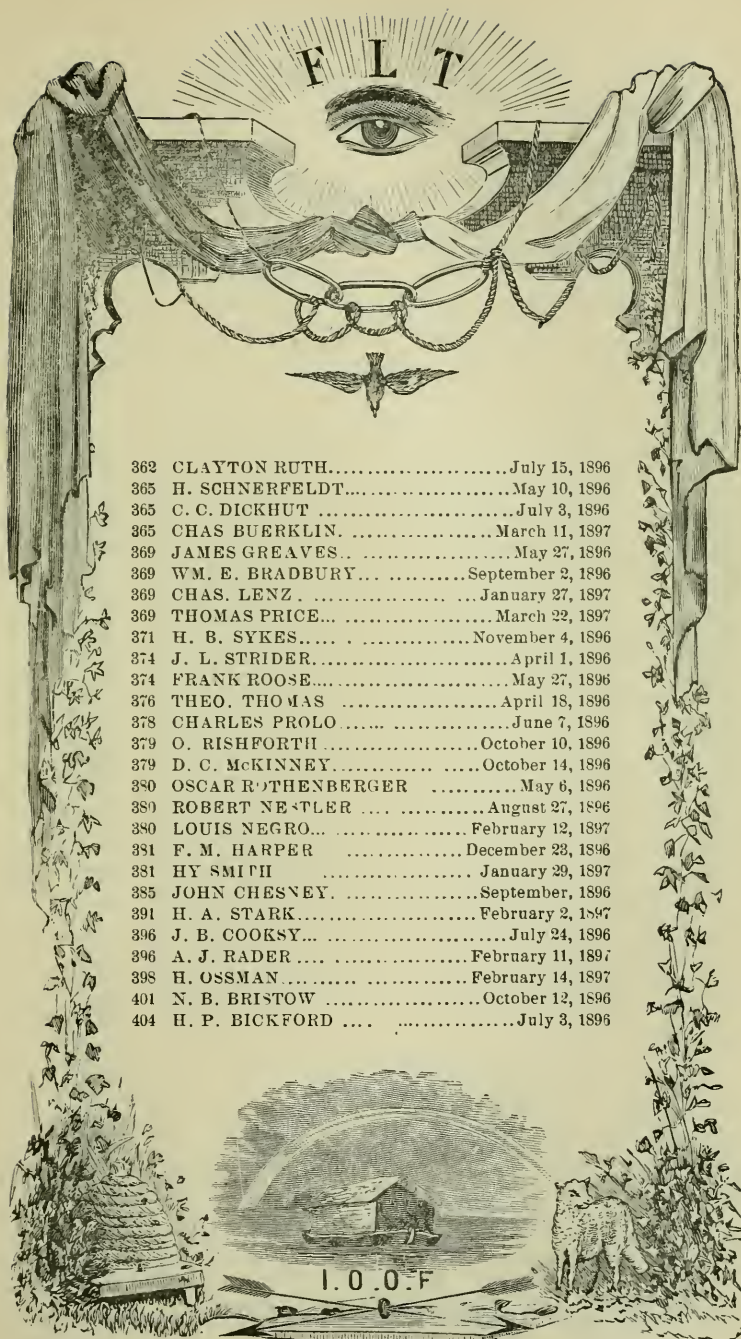 F L T
362 CLAYTON RUTH.......................July 15, 1896
365 H. SCHNERFELDT.....................May 10, 1896
365 C. C. DICKHUT .....................July 3, 1896
365 CHAS BUERKLIN. ..................March 11, 1897
369 JAMES GREAVES.. ...................May 27, 1896
369 WM. E. BRADBURY... ..........September 2, 1896
369 CHAS. LENZ . ....................January 27, 1897
369 THOMAS PRICE... .................March 22, 1897
371 H. B. SYKES..... . ...............November 4, 1896
374 J. L. STRIDER.........................April 1, 1896
374 FRANK ROOSE.........................May 27, 1896
376 THEO. THOMAS ....................April 18, 1896
378 CHARLES PROLO...... ...............June 7, 1896
379 O. RISHFORTH....................October 10, 1896
379 D. C. McKINNEY........... .....October 14, 1896
380 OSCAR ROTHENBERGER ...........May 6, 1896
380 ROBERT NESTLER .... ...........August 27, 1896
380 LOUIS NEGRO... .................February 12, 1897
381 F. M. HARPER ...............December 23, 1896
381 HY SMITH ................... January 29, 1897
385 JOHN CHESNEY. ...................September, 1896
391 H. A. STARK.......................February 2, 1897
396 J. B. COOKSY... .....................July 24, 1896
396 A. J. RADER .... ...............February 11, 1897
398 H. OSSMAN.......... ..............February 14, 1897
401 N. B. BRISTOW ....................October 12, 1896
404 H. P. BICKFORD .... ...............July 3, 1896
I.O.O.F